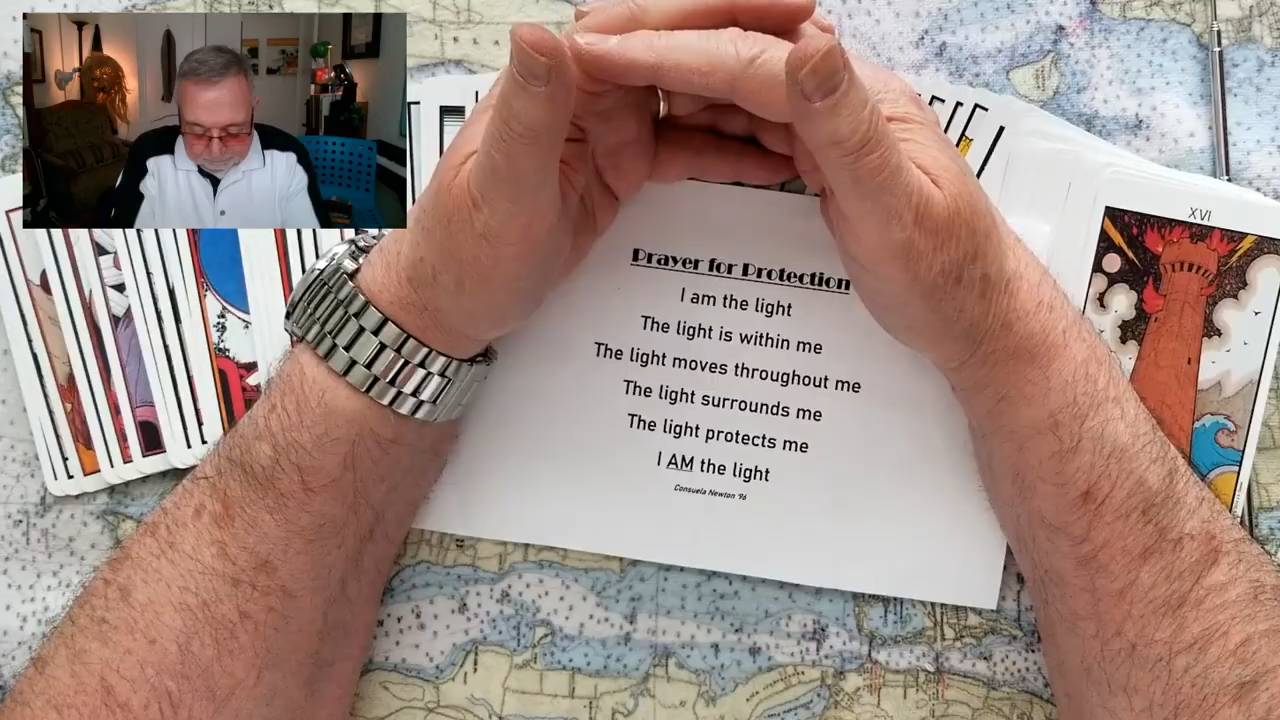 Prayer for Protection
I am the light
The light is within me
The light moves throughout me
The light surrounds me
The light protects me
I AM the light
Consuela Newton '96
XVI